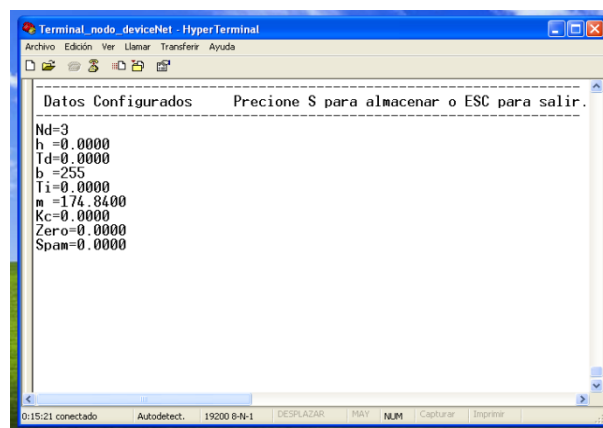 Terminal_nodo_deviceNet - HyperTerminal
Archivo Edición Ver Llamar Transferir Ayuda
Datos Configurados Precione S para almacenar o ESC para salir.
Nd=3
h =0.0000
Td=0.0000
b =255
Ti=0.0000
m =174.8400
Kc=0.0000
Zero=0.0000
Spam=0.0000
0:15:21 conectado Autodetect. 19200 8-N-1 DESPLAZAR MAY NUM Capturar Imprimir